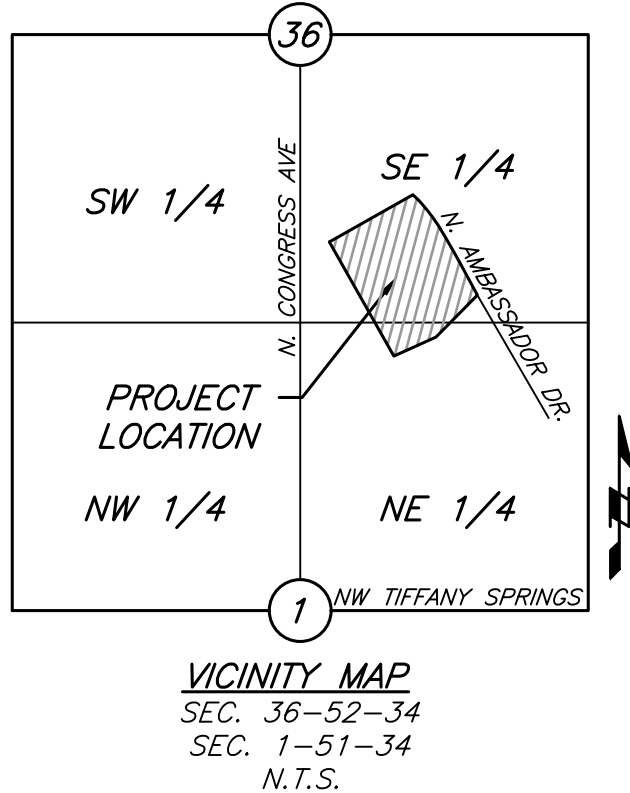 36
SW 1/4
SE 1/4
N. CONGRESS AVE
N. AMBASSADOR DR.
PROJECT
LOCATION
NW 1/4
NE 1/4
N
1
NW TIFFANY SPRINGS
VICINITY MAP
SEC. 36-52-34
SEC. 1-51-34
N.T.S.